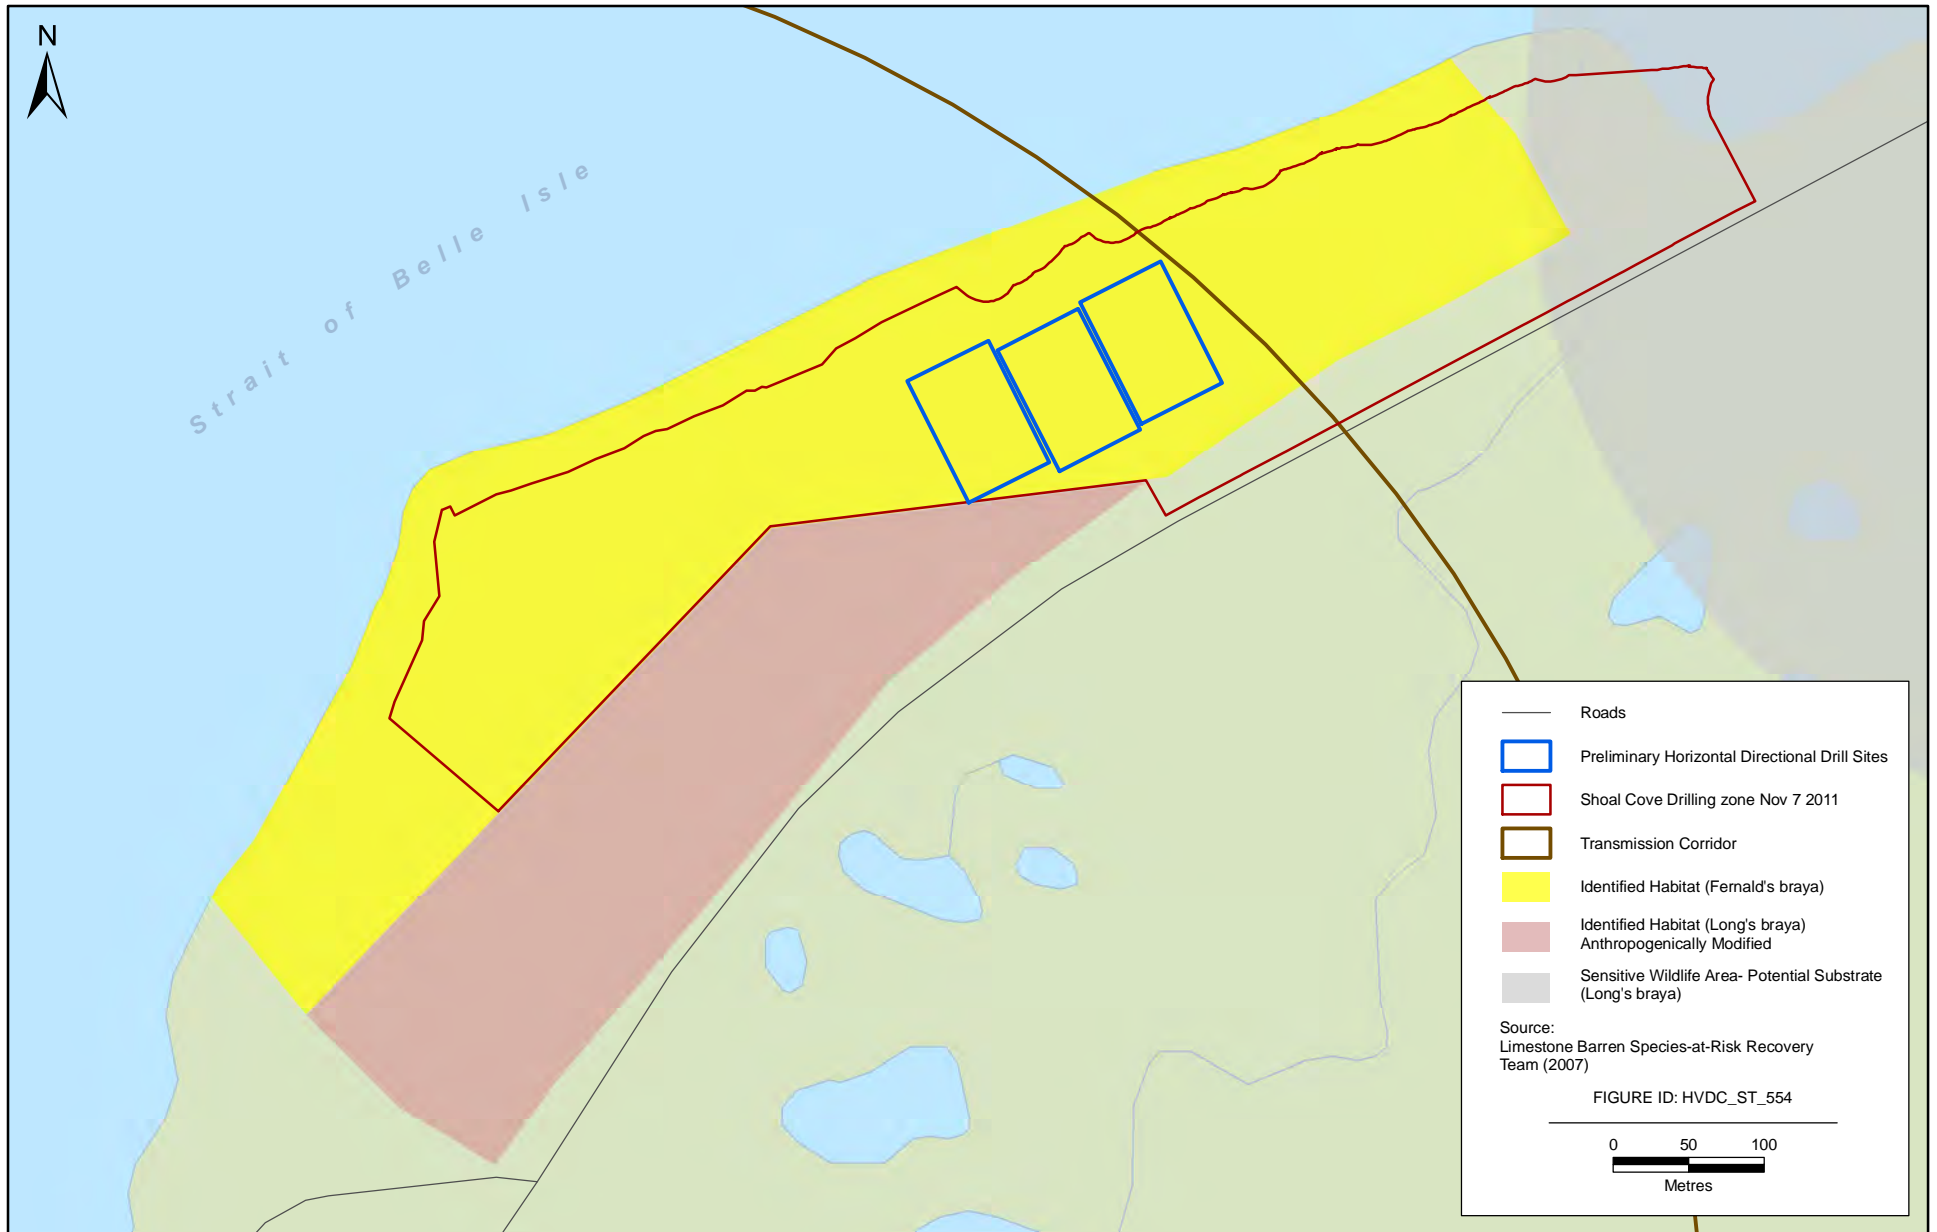 N
Strait of Belle Isle
Roads
Preliminary Horizontal Directional Drill Sites
Shoal Cove Drilling zone Nov 7 2011
Transmission Corridor
Identified Habitat (Fernald's braya)
Identified Habitat (Long's braya)
Anthropogenically Modified
Sensitive Wildlife Area- Potential Substrate
(Long's braya)
Source:
Limestone Barren Species-at-Risk Recovery
Team (2007)
FIGURE ID: HVDC_ST_554
0 50 100
Metres